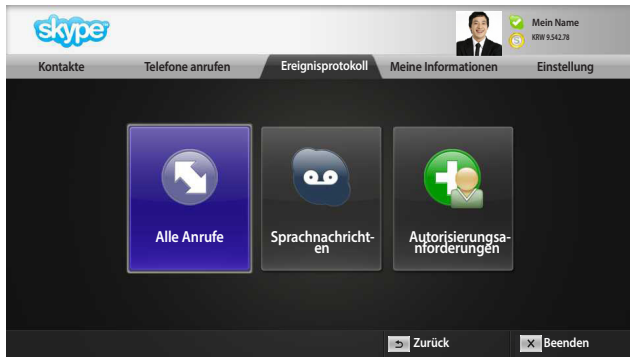 skype
Mein Name
KRW 9.542.78
Kontakte Telefone anrufen Ereignisprotokoll Meine Informationen Einstellung
Alle Anrufe
Sprachnachricht-
en
Autorisierungsa-
nforderungen
Zurück
Beenden